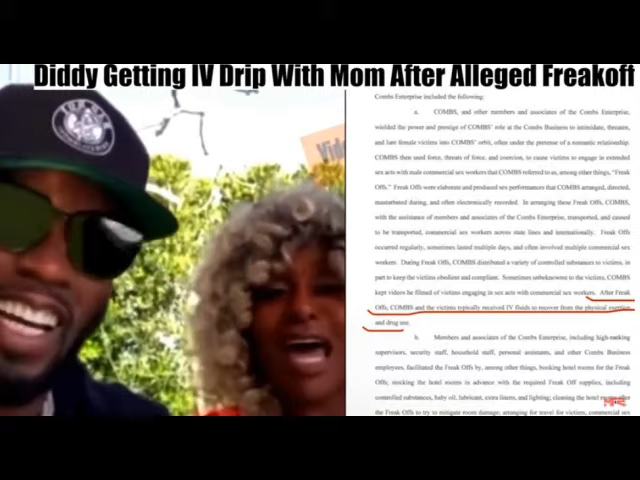 Diddy Getting IV Drip With Mom After Alleged Freakoff
Combs Enterprise included the following:
a. COMBS, and other members and associates of the Combs Enterprise,
wielded the power and prestige of COMBS' role at the Combs Business to intimidate, threaten,
and lure female victims into COMBS' orbit, often under the pretense of a romantic relationship.
COMBS then used force, threats of force, and coercion, to cause victims to engage in extended
sex acts with male commercial sex workers that COMBS referred to as, among other things, "Freak
Offs." Freak Offs were elaborate and produced sex performances that COMBS arranged, directed,
masturbated during, and often electronically recorded. In arranging these Freak Offs, COMBS,
with the assistance of members and associates of the Combs Enterprise, transported, and caused
to be transported, commercial sex workers across state lines and internationally. Freak Offs
occurred regularly, sometimes lasted multiple days, and often involved multiple commercial sex
workers. During Freak Offs, COMBS distributed a variety of controlled substances to victims, in
part to keep the victims obedient and compliant. Sometimes unbeknownst to the victims, COMBS
kept videos he filmed of victims engaging in sex acts with commercial sex workers. After Freak
Offs, COMBS and the victims typically received IV fluids to recover from the physical exertion
and drug use.
b. Members and associates of the Combs Enterprise, including high-ranking
supervisors, security staff, household staff, personal assistants, and other Combs Business
employees, facilitated the Freak Offs by, among other things, booking hotel rooms for the Freak
Offs; stocking the hotel rooms in advance with the required Freak Off supplies, including
controlled substances, baby oil, lubricant, extra linens, and lighting; cleaning the hotel rooms after
the Freak Offs to try to mitigate room damage; arranging for travel for victims, commercial sex